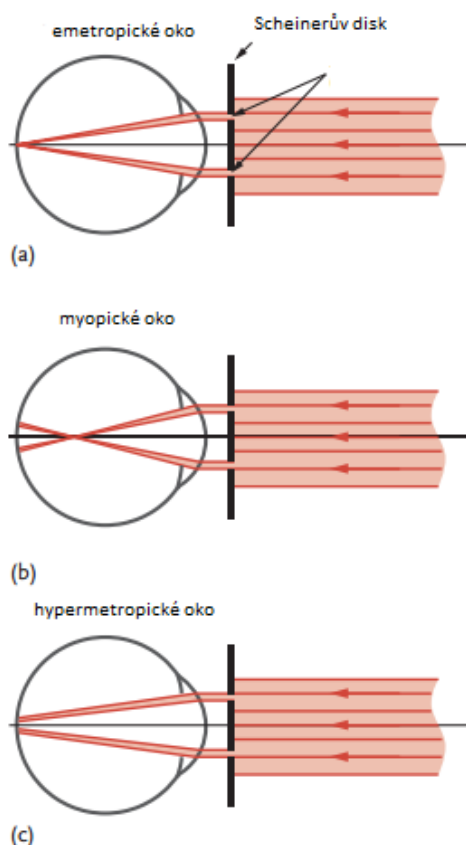 emetropické oko
Scheinerův disk
(a)
myopické oko
(b)
hypermetropické oko
(c)